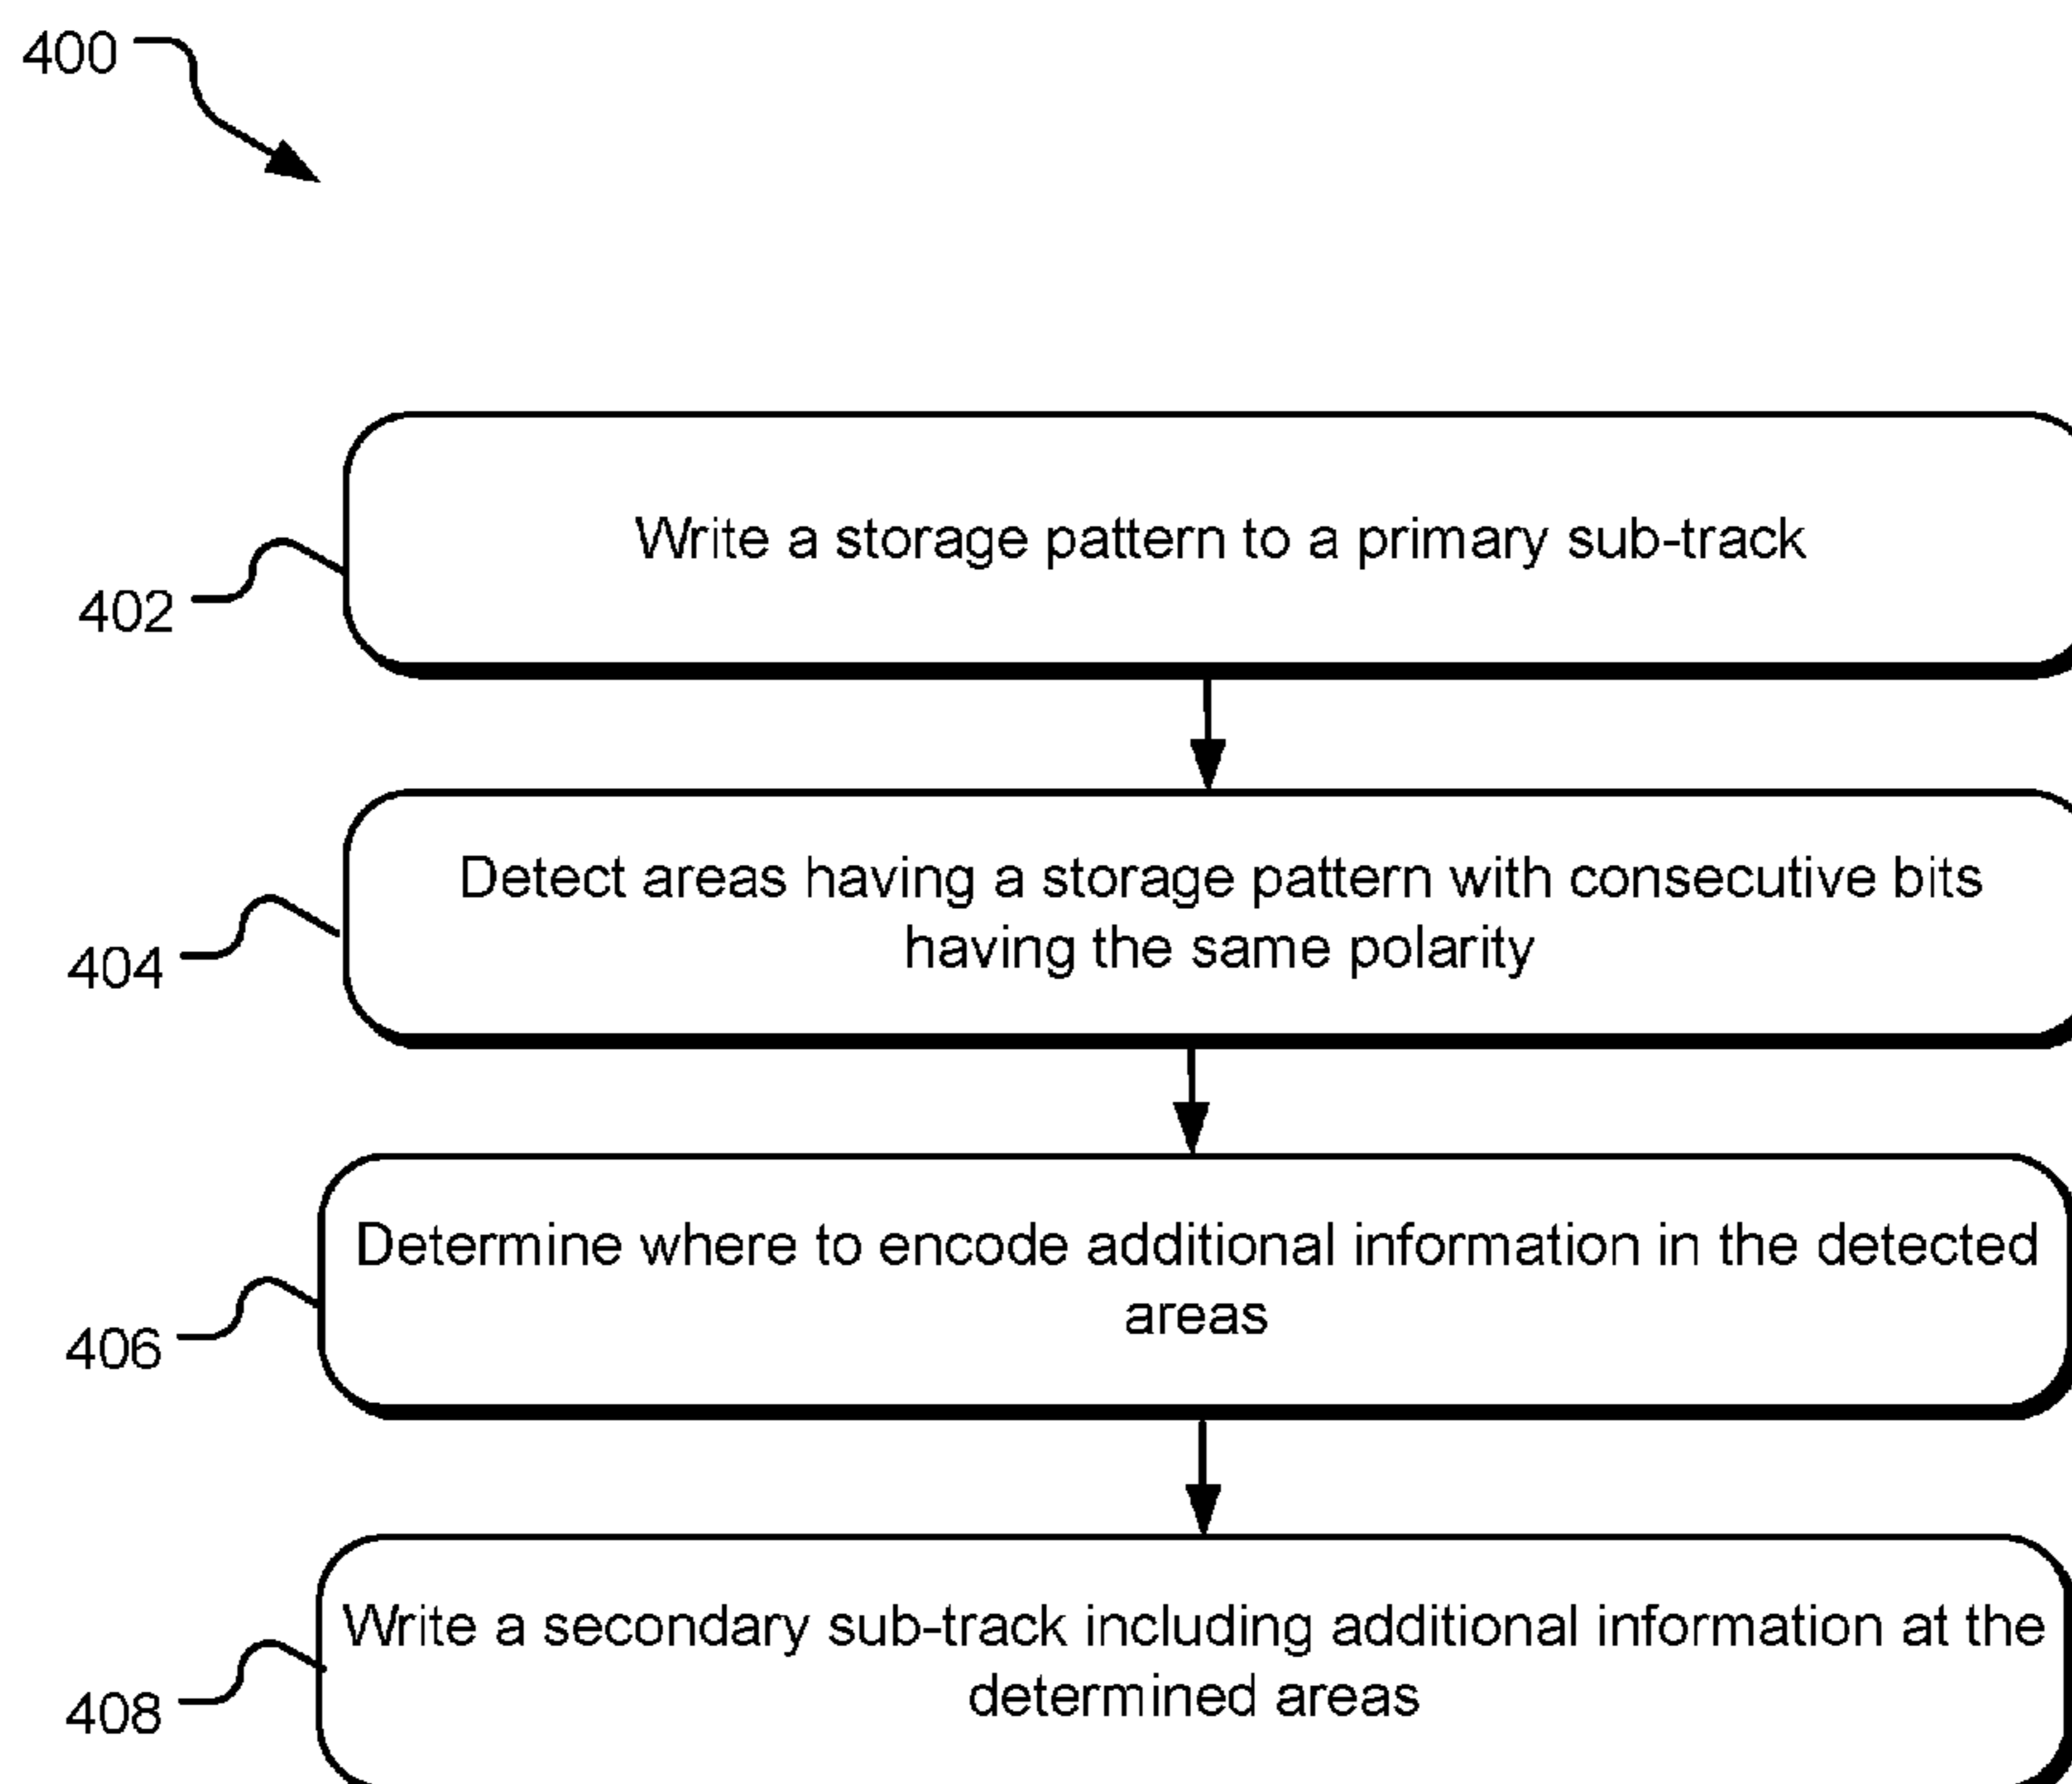 400
Write a storage pattern to a primary sub-track
402
Detect areas having a storage pattern with consecutive bits
having the same polarity
404
Determine where to encode additional information in the detected
areas
406
Write a secondary sub-track including additional information at the
determined areas
408